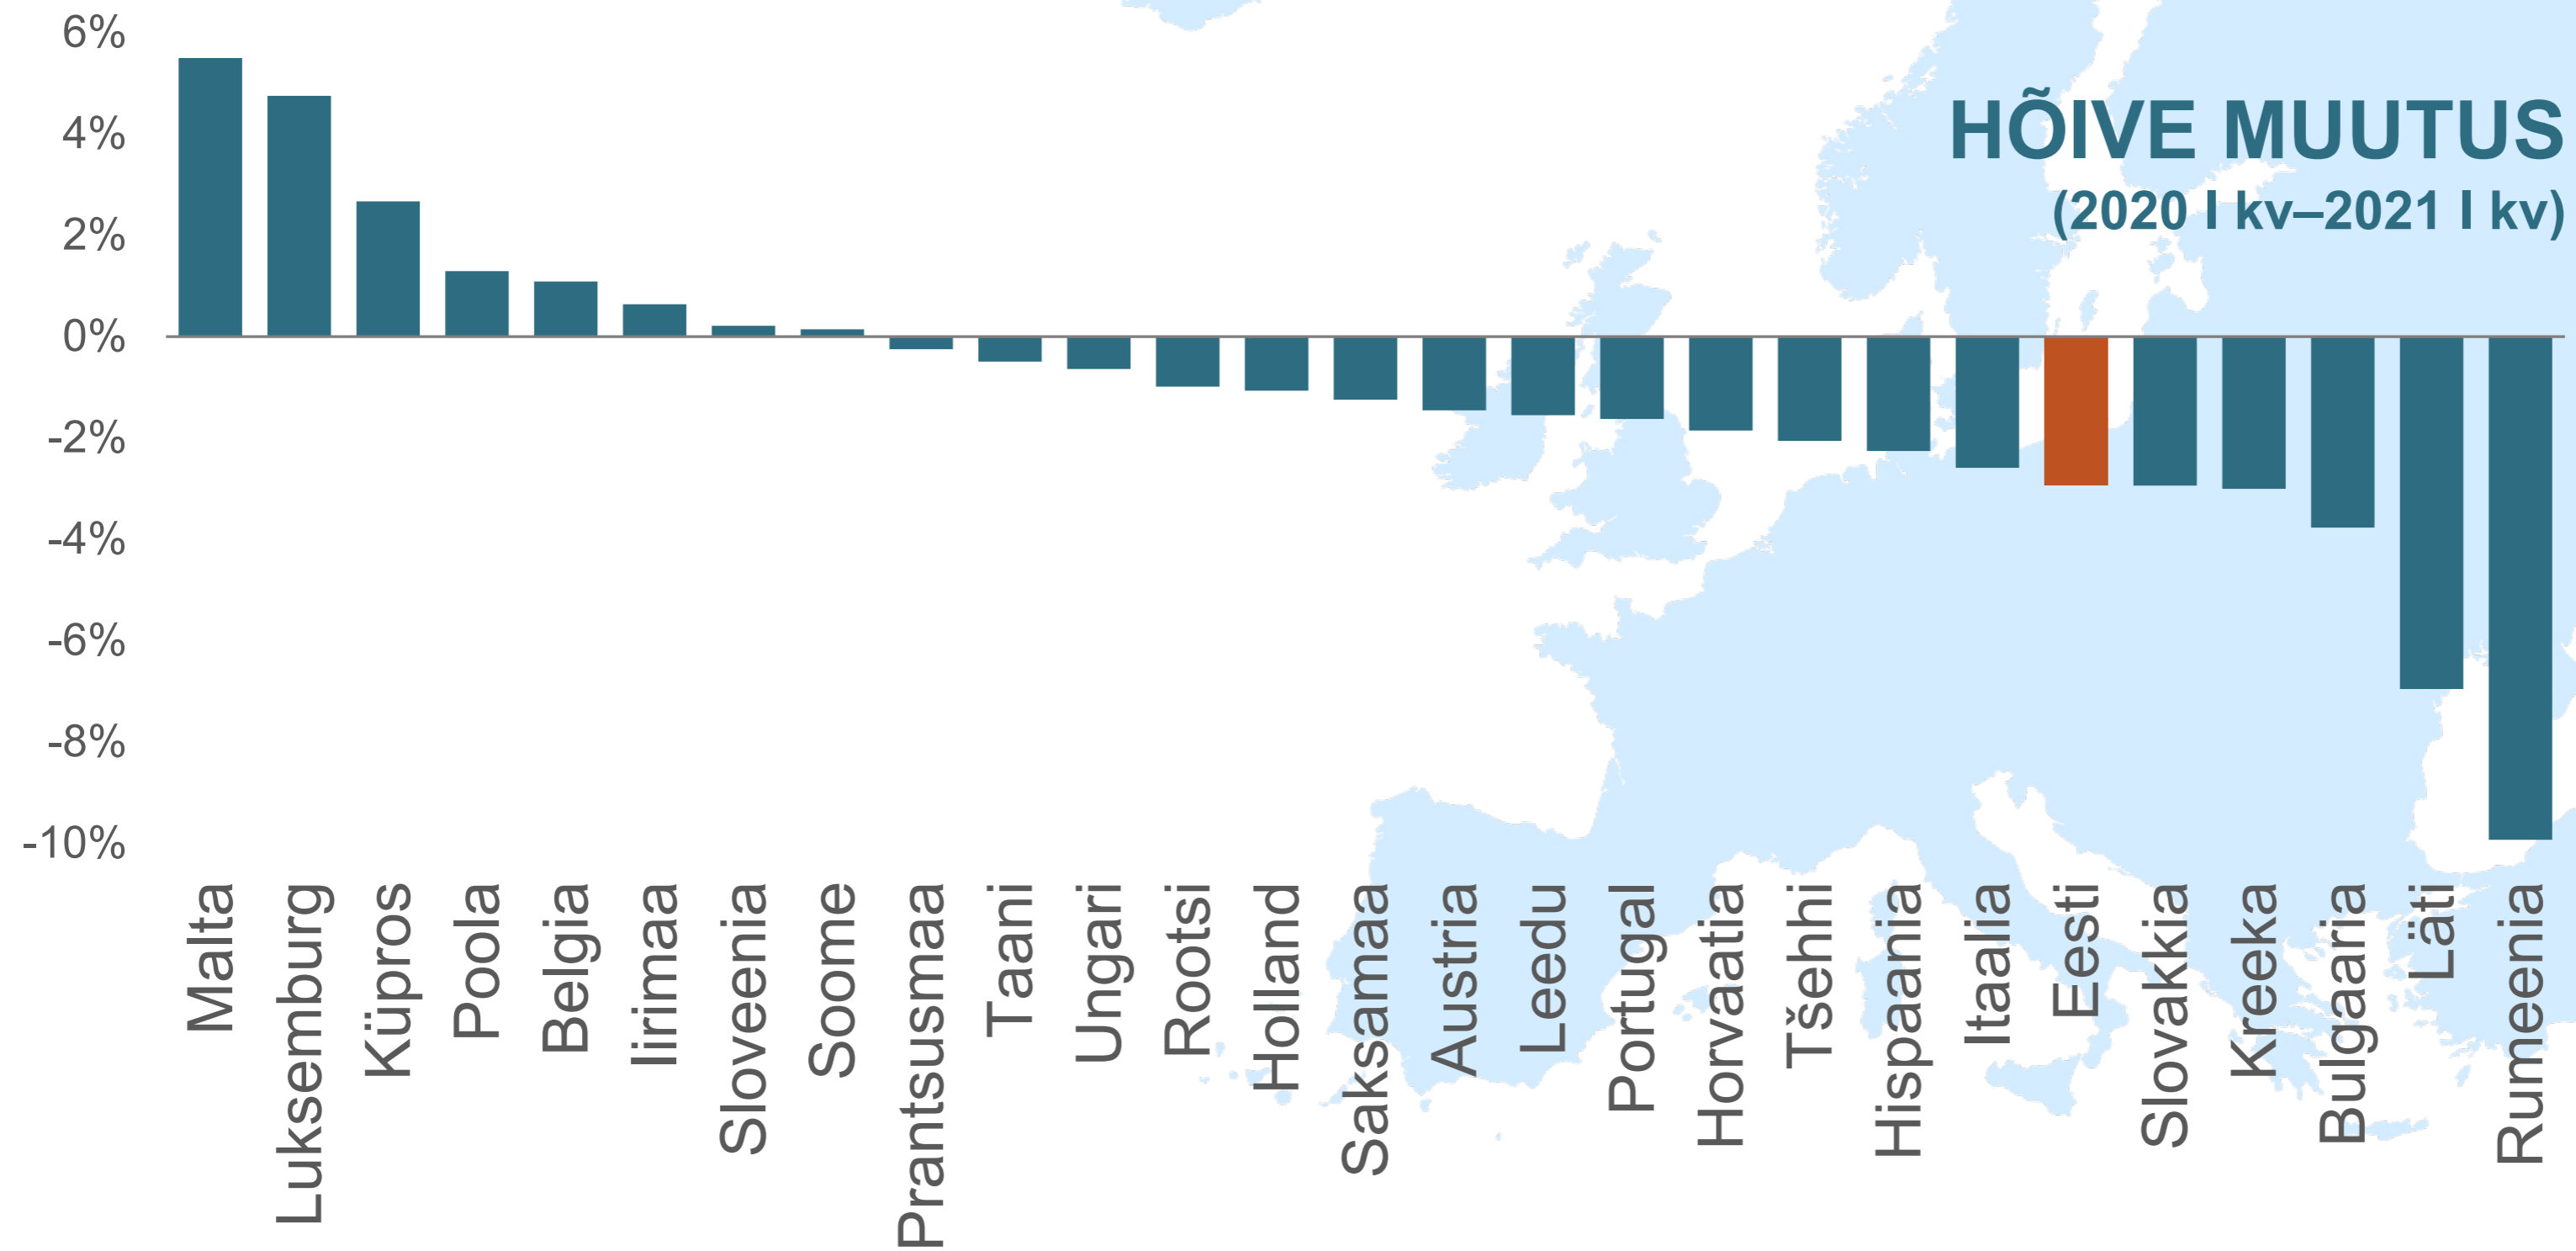 HÕIVE MUUTUS
(2020 I kv–2021 I kv)
6%
4%
2%
0%
-2%
-4%
-6%
-8%
-10%
Malta
Luksemburg
Küpros
Poola
Belgia
Iirimaa
Sloveenia
Soome
Prantsusmaa
Taani
Ungari
Rootsi
Holland
Saksamaa
Austria
Leedu
Portugal
Horvaatia
Tšehhi
Hispaania
Itaalia
Eesti
Slovakkia
Kreeka
Bulgaaria
Läti
Rumeenia